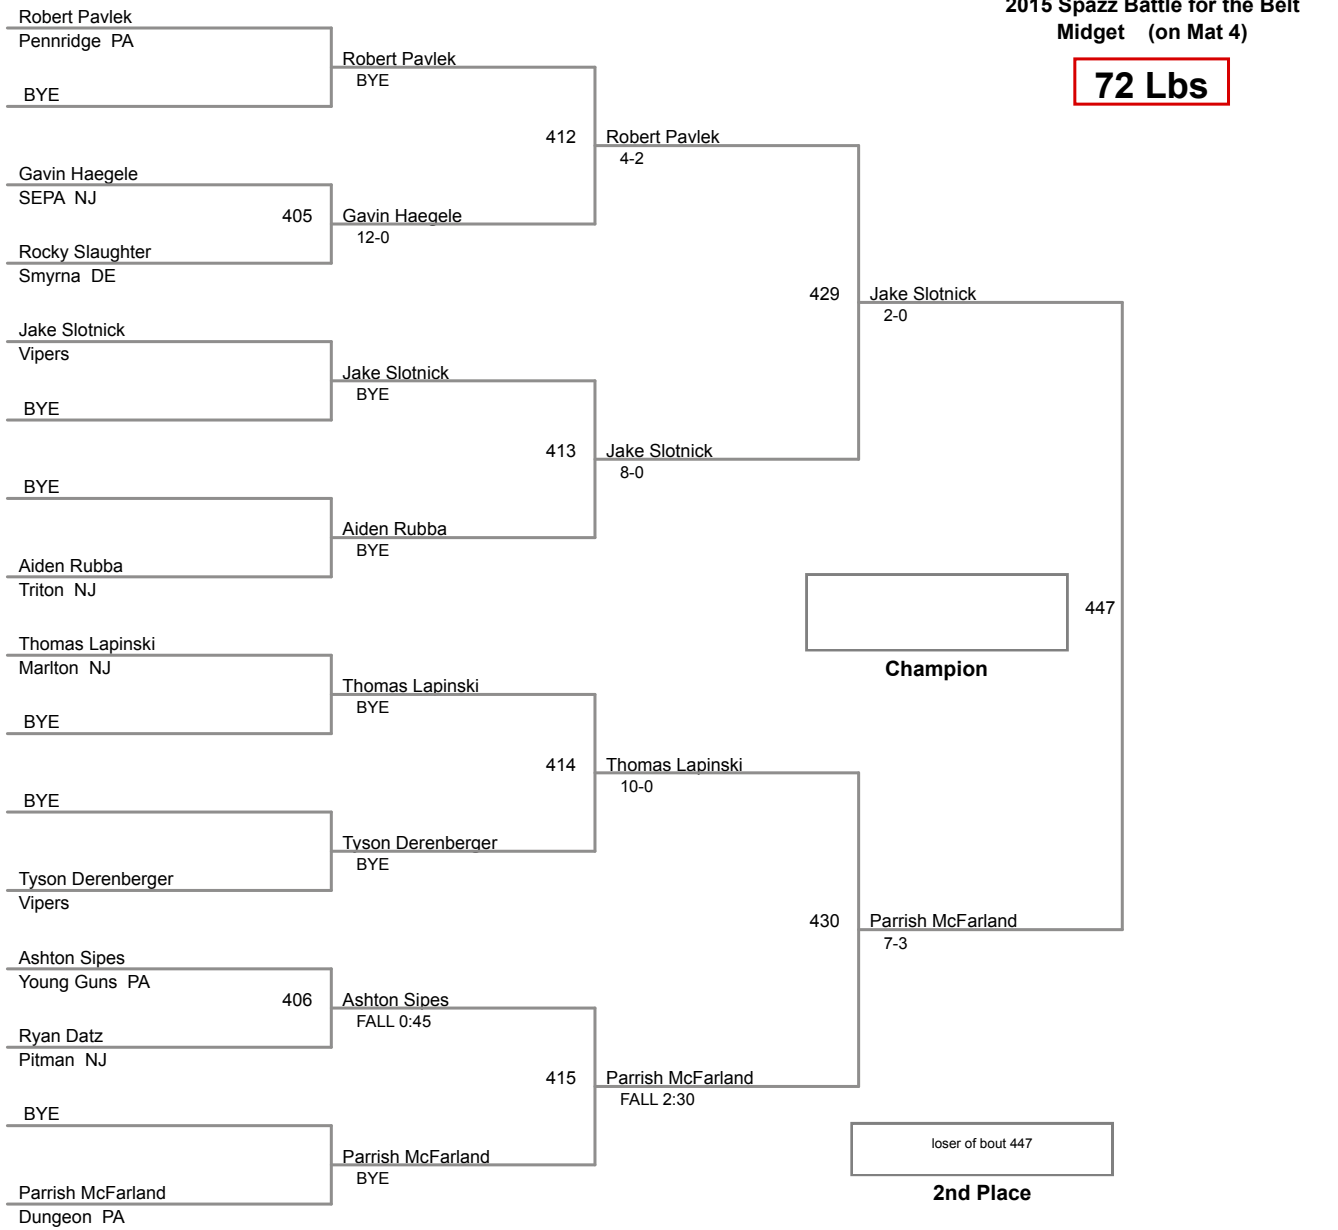 2015 Spazz Battle for the Belt
Midget (on Mat 4)
72 Lbs
Robert Pavlek
Pennridge PA
BYE
Gavin Haegele
SEPA NJ
405
Rocky Slaughter
Smyrna DE
Jake Slotnick
Vipers
BYE
BYE
Aiden Rubba
Triton NJ
Thomas Lapinski
Marlton NJ
BYE
BYE
Tyson Derenberger
Vipers
Ashton Sipes
Young Guns PA
406
Ryan Datz
Pitman NJ
BYE
Parrish McFarland
Dungeon PA
Robert Pavlek
BYE
412
Gavin Haegele
12-0
Jake Slotnick
BYE
413
Aiden Rubba
BYE
Thomas Lapinski
BYE
414
Tyson Derenberger
BYE
Ashton Sipes
FALL 0:45
415
Parrish McFarland
BYE
Robert Pavlek
4-2
429
Jake Slotnick
8-0
Thomas Lapinski
10-0
430
Parrish McFarland
FALL 2:30
Jake Slotnick
2-0
447
Parrish McFarland
7-3
Champion
loser of bout 447
2nd Place